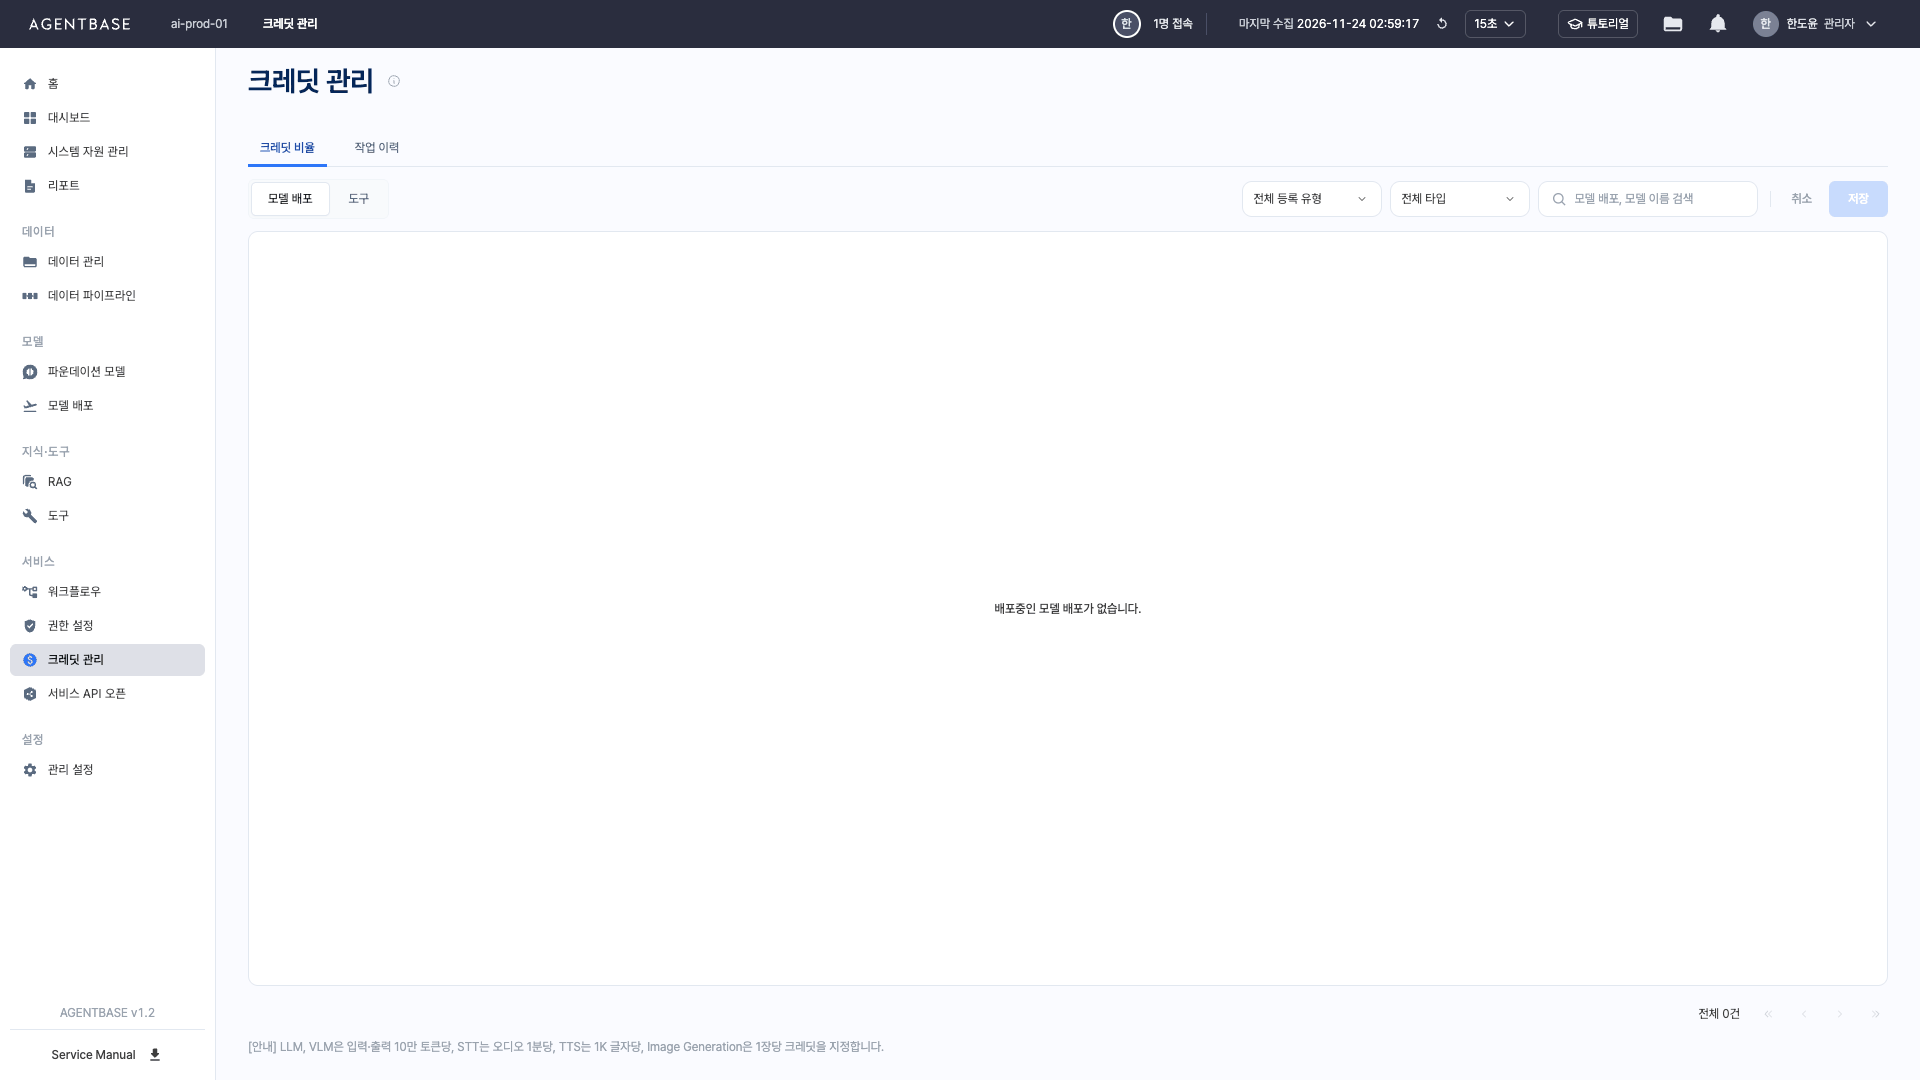 AGENTBASE ai-prod-01 크레딧 관리 한 1명 접속 마지막 수집 2026-11-24 02:59:17 15초 튜토리얼 한 한도윤 관리자
홈
대시보드
시스템 자원 관리
리포트
데이터
데이터 관리
데이터 파이프라인
모델
파운데이션 모델
모델 배포
지식·도구
RAG
도구
서비스
워크플로우
권한 설정
크레딧 관리
서비스 API 오픈
설정
관리 설정
AGENTBASE v1.2
Service Manual
크레딧 관리
크레딧 비율 작업 이력
모델 배포 도구 전체 등록 유형 전체 타입 모델 배포, 모델 이름 검색 취소 저장
배포중인 모델 배포가 없습니다.
전체 0건
[안내] LLM, VLM은 입력·출력 10만 토큰당, STT는 오디오 1분당, TTS는 1K 글자당, Image Generation은 1장당 크레딧을 지정합니다.